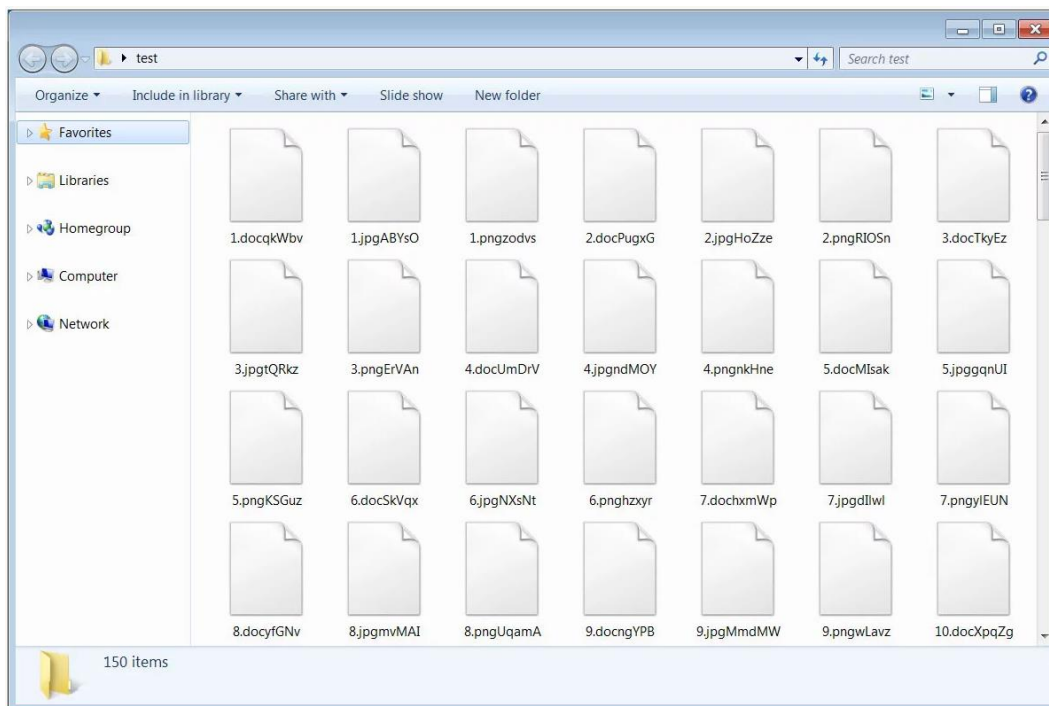 test
Search test
Organize Include in library Share with Slide show New folder
Favorites
Libraries
Homegroup
Computer
Network
1.docqkWbv 1.jpgABYsO 1.pngzodvs 2.docPugxG 2.jpgHoZze 2.pngRIOSn 3.docTkyEz
3.jpgtQRkz 3.pngErVAn 4.docUmDrV 4.jpgndMOY 4.pngnkHne 5.docMIsak 5.jpggqnUI
5.pngKSGuz 6.docSkVqx 6.jpgNXsNt 6.pnghzxyr 7.dochxmWp 7.jpgdIlwl 7.pngylEUN
8.docyfGNv 8.jpgmvMAI 8.pngUqamA 9.docngYPB 9.jpgMmdMW 9.pngwLavz 10.docXpqZg
150 items